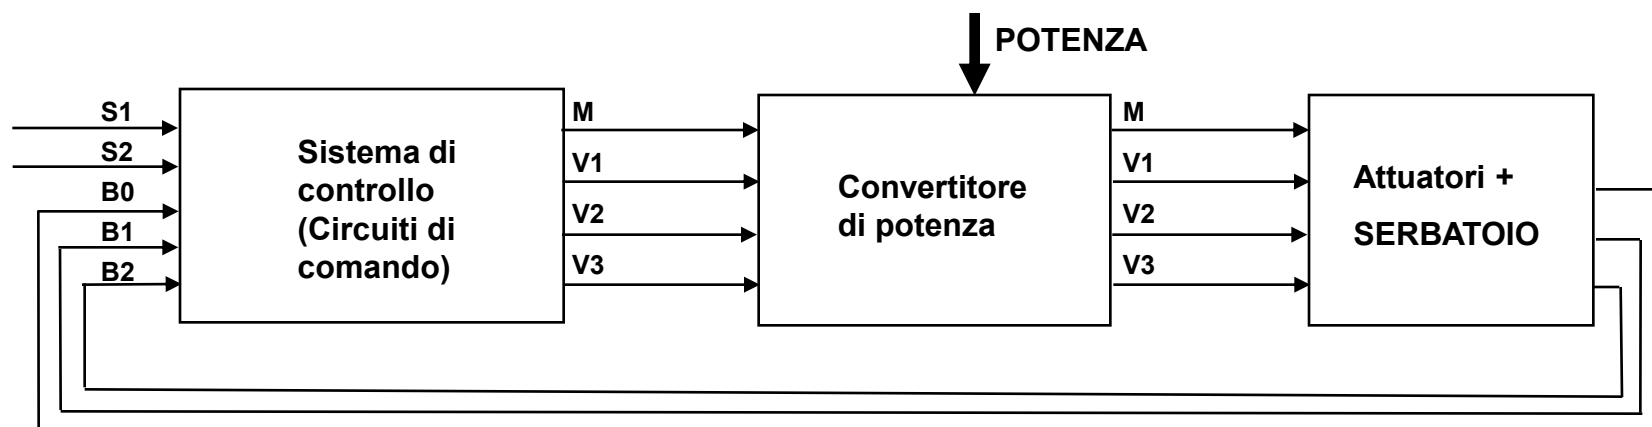 POTENZA
S1
S2
B0
B1
B2
Sistema di
controllo
(Circuiti di
comando)
M
V1
V2
V3
Convertitore
di potenza
M
V1
V2
V3
Attuatori +
SERBATOIO